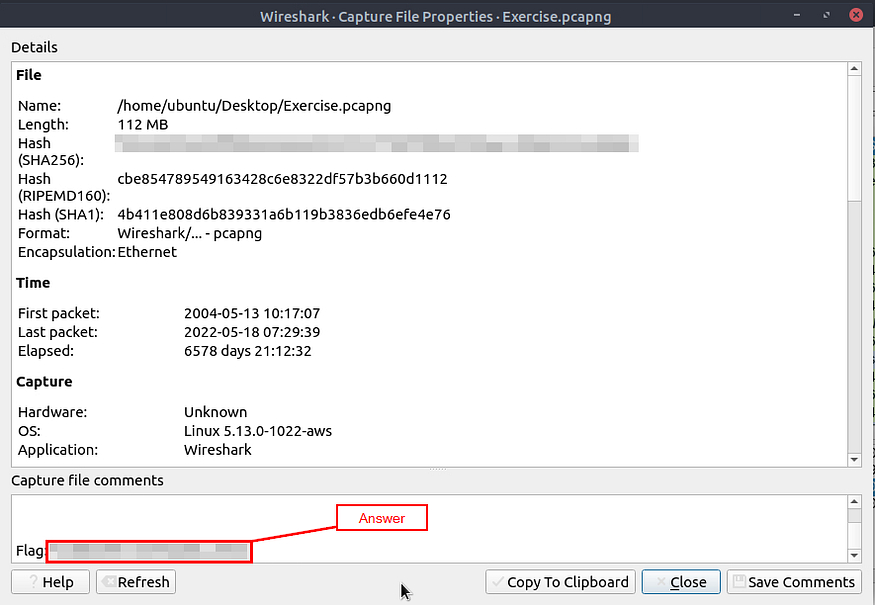 Wireshark · Capture File Properties · Exercise.pcapng
Details
File
Name: /home/ubuntu/Desktop/Exercise.pcapng
Length: 112 MB
Hash
(SHA256):
Hash cbe854789549163428c6e8322df57b3b660d1112
(RIPEMD160):
Hash (SHA1): 4b411e808d6b839331a6b119b3836edb6efe4e76
Format: Wireshark/... - pcapng
Encapsulation: Ethernet
Time
First packet: 2004-05-13 10:17:07
Last packet: 2022-05-18 07:29:39
Elapsed: 6578 days 21:12:32
Capture
Hardware: Unknown
OS: Linux 5.13.0-1022-aws
Application: Wireshark
Capture file comments
Answer
Flag:
? Help Refresh Copy To Clipboard Close Save Comments